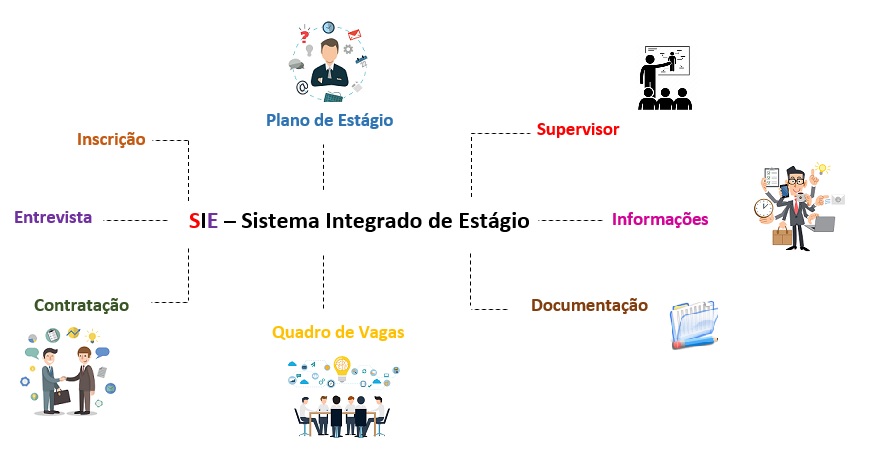 Plano de Estágio
Supervisor
Inscrição
Entrevista
SIE – Sistema Integrado de Estágio
Informações
Contratação
Documentação
Quadro de Vagas